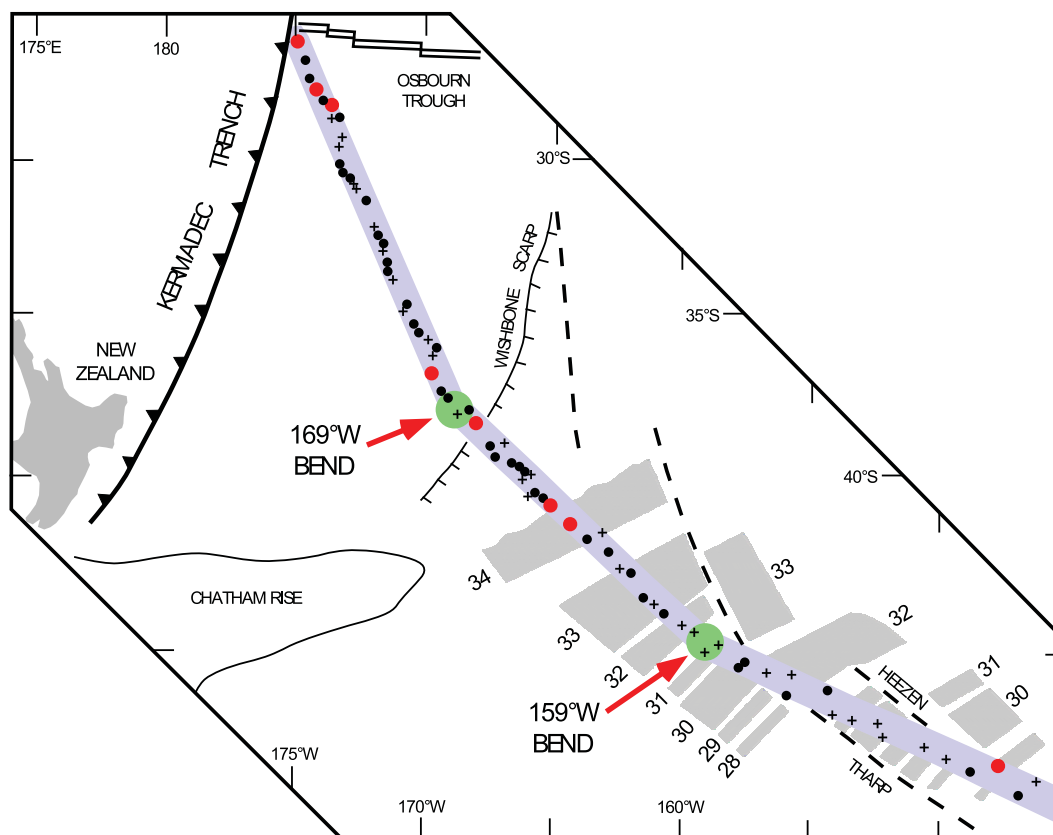 175°E
180
OSBOURN
TROUGH
KERMADEC TRENCH
30°S
WISHBONE SCARP
35°S
NEW
ZEALAND
169°W
BEND
40°S
34
33
CHATHAM RISE
33
32
32
31
HEEZEN
31
30
159°W
BEND
30
29
28
THARP
175°W
170°W
160°W